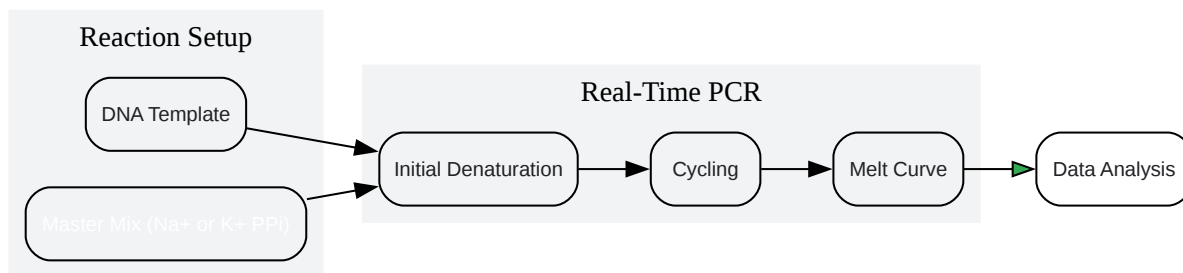 Reaction Setup
DNA Template
Master Mix (Na+ or K+ PPi)
Real-Time PCR
Initial Denaturation
Cycling
Melt Curve
Data Analysis